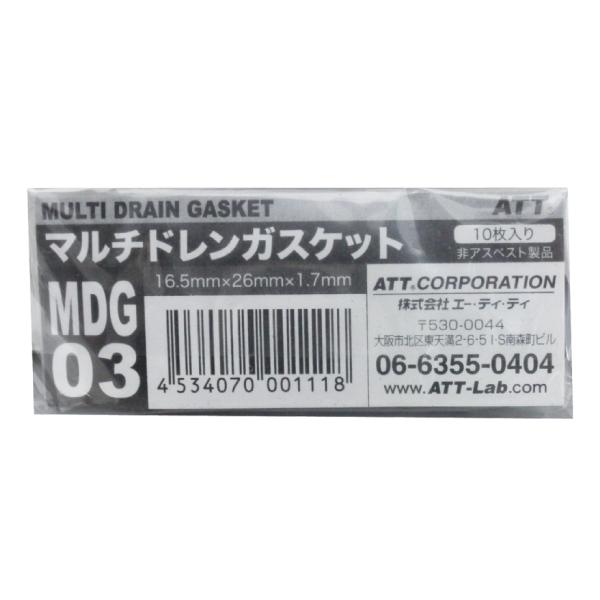 MULTI DRAIN GASKET
ATT
マルチドレンガスケット
10枚入り
非アスベスト製品
MDG
03
16.5mm×26mm×1.7mm
4 534070 001118
ATT.CORPORATION
株式会社 エー・ティ・ティ
〒530-0044
大阪市北区東天満2-6-5 I・S南森町ビル
06-6355-0404
www.ATT-Lab.com